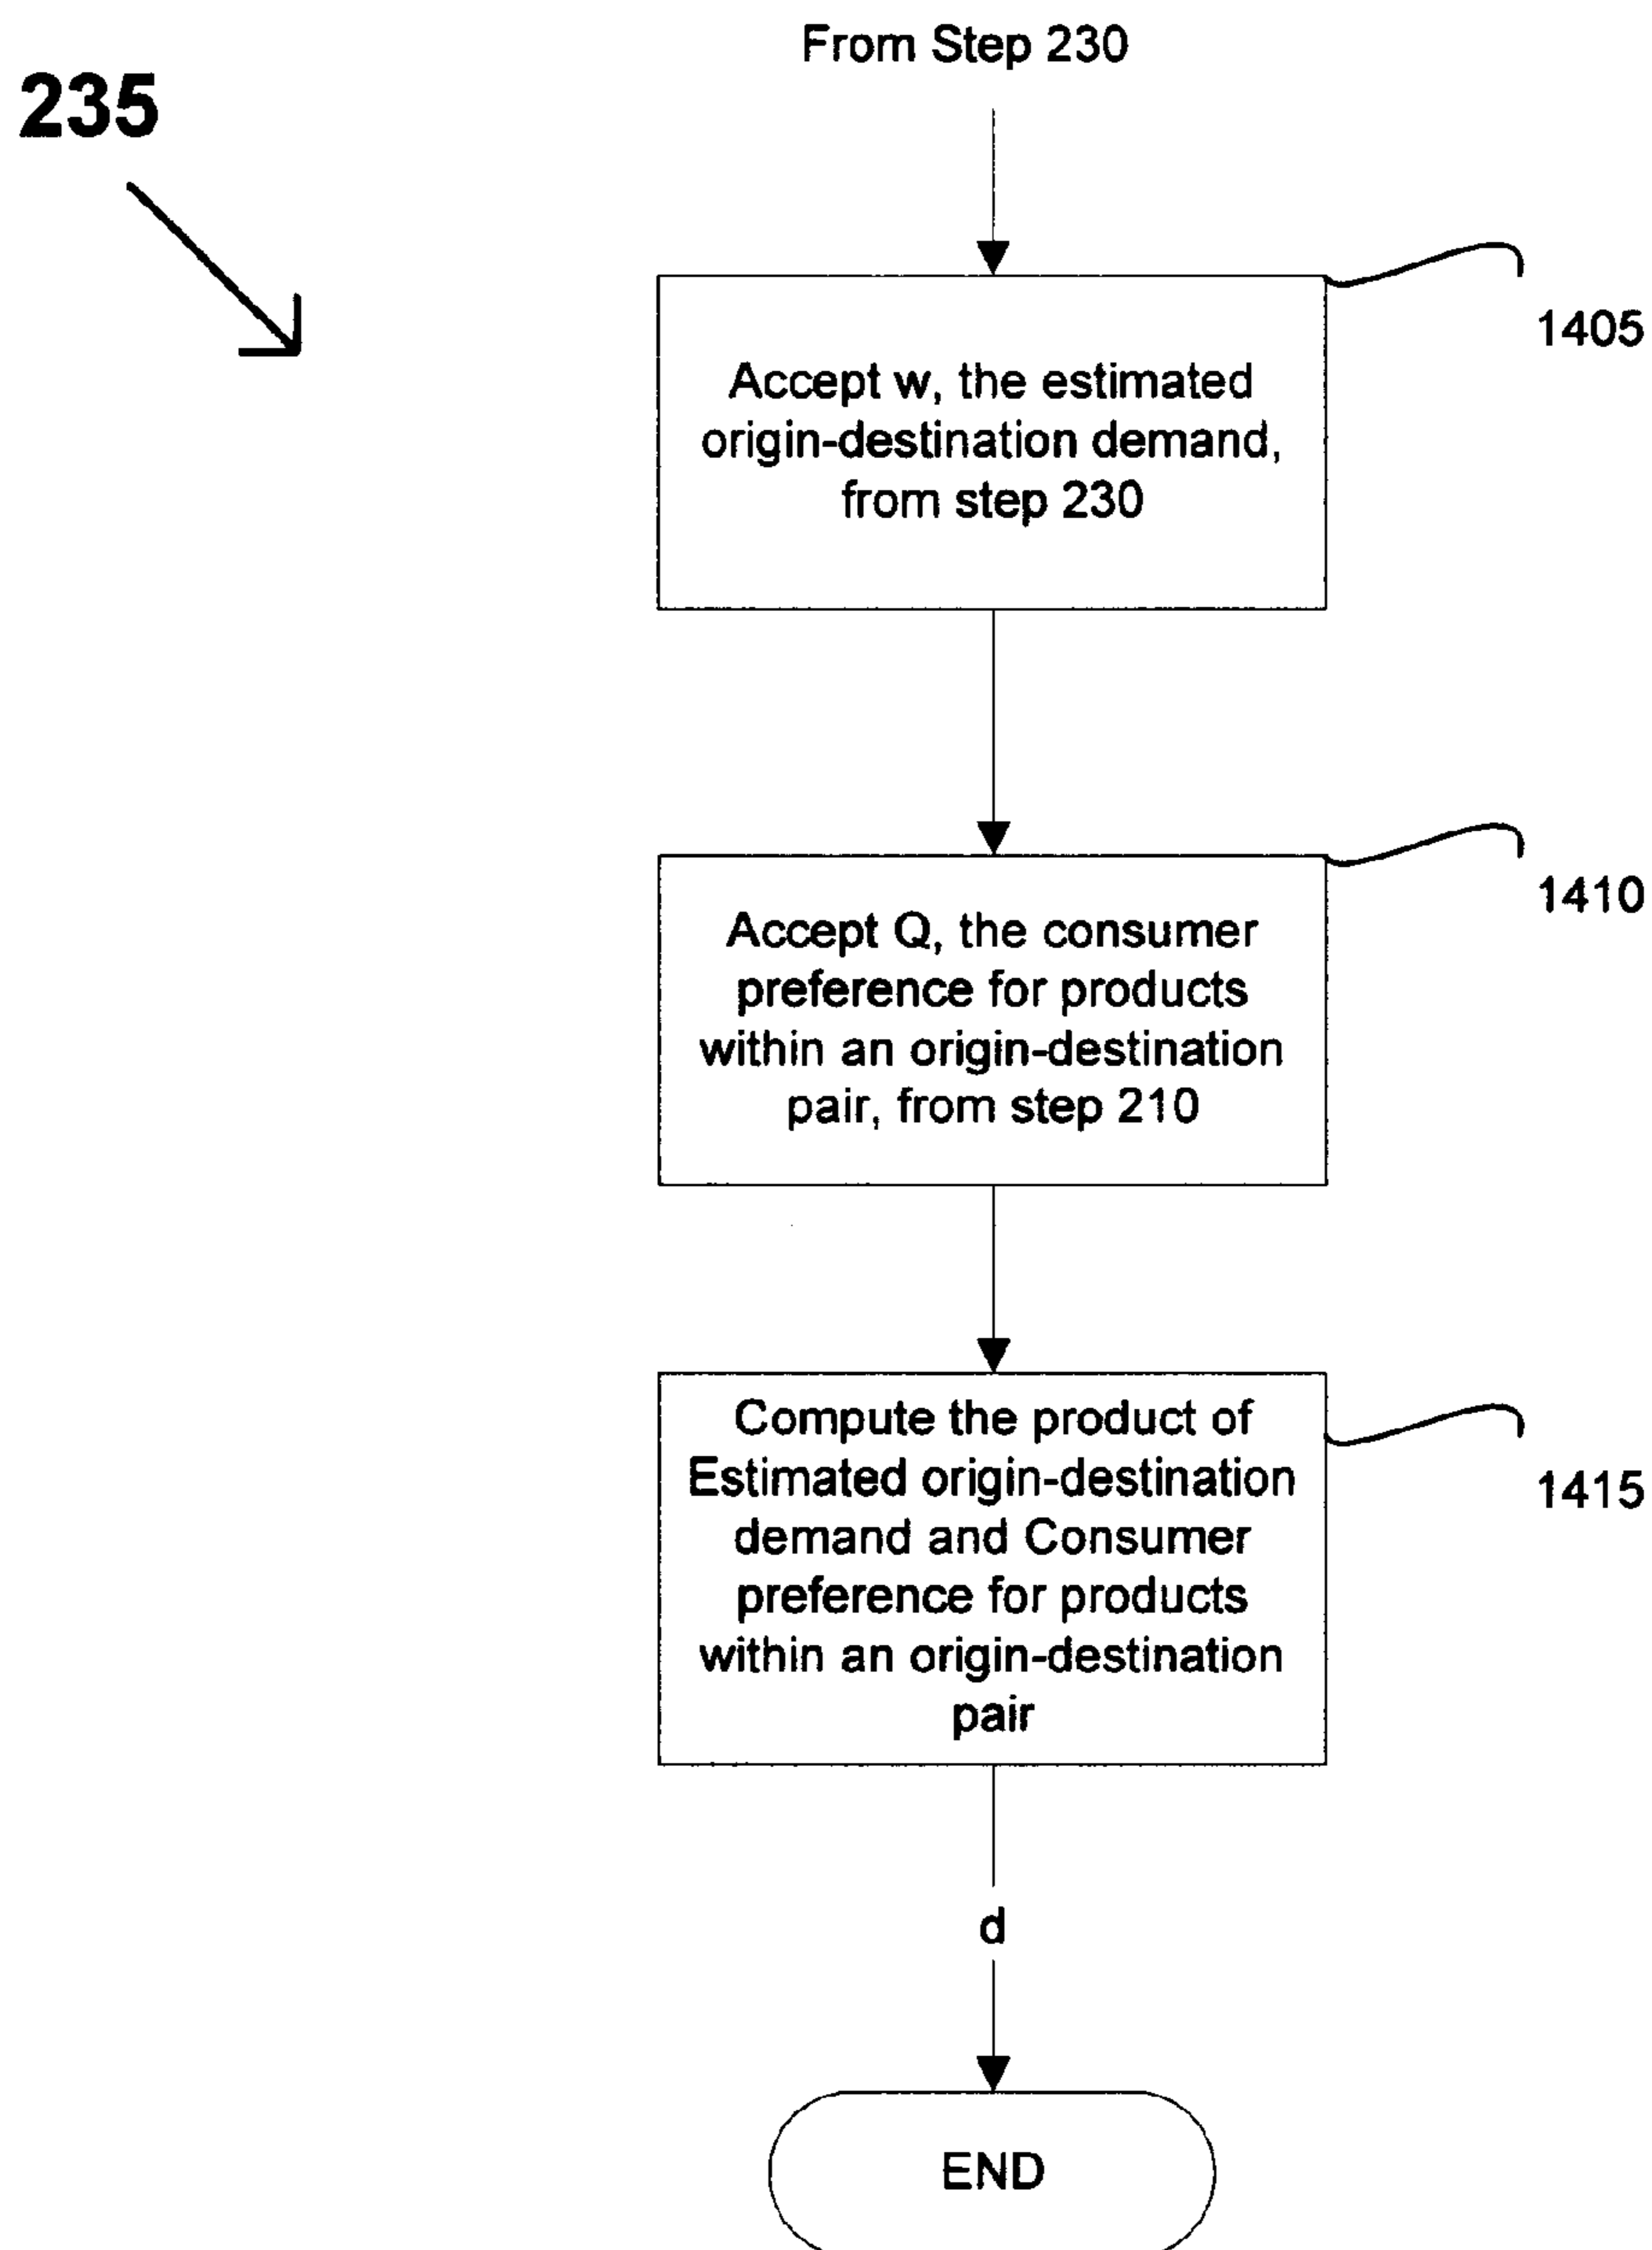 From Step 230
235
1405
Accept w, the estimated
origin-destination demand,
from step 230
1410
Accept Q, the consumer
preference for products
within an origin-destination
pair, from step 210
Compute the product of
Estimated origin-destination
demand and Consumer
preference for products
within an origin-destination
pair
1415
d
END